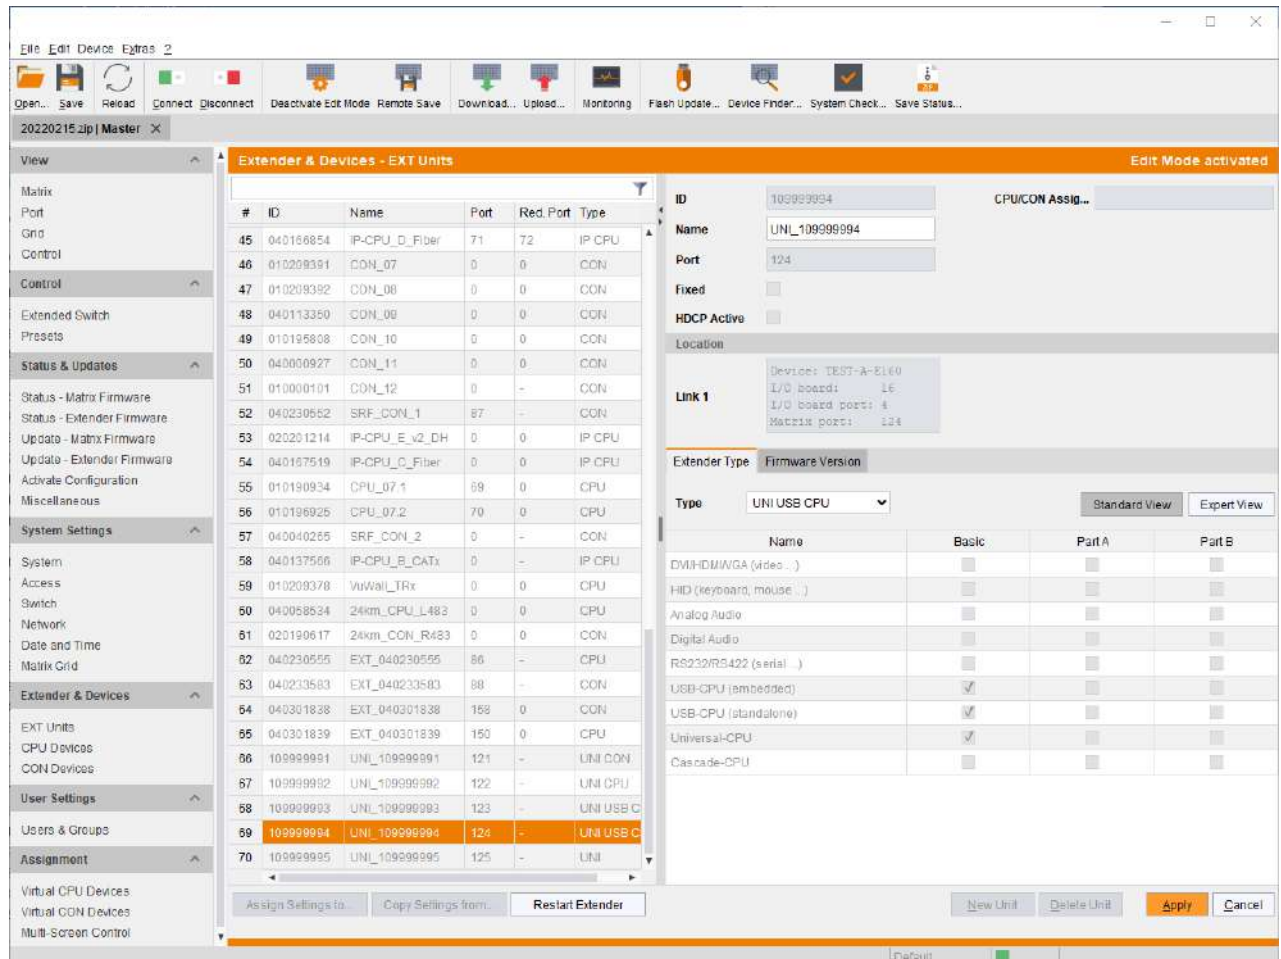 File Edit Device Extras ?
Open... Save Reload Connect Disconnect Deactivate Edit Mode Remote Save Download... Upload... Monitoring Flash Update... Device Finder... System Check... Save Status...
20220215.zip | Master ×
View
Matrix
Port
Grid
Control
Control
Extended Switch
Presets
Status & Updates
Status - Matrix Firmware
Status - Extender Firmware
Update - Matrix Firmware
Update - Extender Firmware
Activate Configuration
Miscellaneous
System Settings
System
Access
Switch
Network
Date and Time
Matrix Grid
Extender & Devices
EXT Units
CPU Devices
CON Devices
User Settings
Users & Groups
Assignment
Virtual CPU Devices
Virtual CON Devices
Multi-Screen Control
Extender & Devices - EXT Units Edit Mode activated
# ID Name Port Red. Port Type
45 040166854 IP-CPU_D_Fiber 71 72 IP CPU
46 010209391 CON_07 0 0 CON
47 010209392 CON_08 0 0 CON
48 040113350 CON_09 0 0 CON
49 010195808 CON_10 0 0 CON
50 040000927 CON_11 0 0 CON
51 010000101 CON_12 0 - CON
52 040230552 SRF_CON_1 87 - CON
53 020201214 IP-CPU_E_v2_DH 0 0 IP CPU
54 040167519 IP-CPU_C_Fiber 0 0 IP CPU
55 010190934 CPU_07.1 69 0 CPU
56 010196925 CPU_07.2 70 0 CPU
57 040040265 SRF_CON_2 0 - CON
58 040137566 IP-CPU_B_CATx 0 - IP CPU
59 010209378 VuWall_TRx 0 0 CPU
60 040058534 24km_CPU_L483 0 0 CPU
61 020190617 24km_CON_R483 0 0 CON
62 040230555 EXT_040230555 86 - CPU
63 040233583 EXT_040233583 88 - CON
64 040301838 EXT_040301838 158 0 CON
65 040301839 EXT_040301839 150 0 CPU
66 109999991 UNI_109999991 121 - UNI CON
67 109999992 UNI_109999992 122 - UNI CPU
68 109999993 UNI_109999993 123 - UNI USB C
69 109999994 UNI_109999994 124 - UNI USB C
70 109999995 UNI_109999995 125 - UNI
Assign Settings to... Copy Settings from... Restart Extender
ID 109999994 CPU/CON Assig...
Name UNI_109999994
Port 124
Fixed
HDCP Active
Location
Link 1
Device: TEST-A-E160
I/O board: 16
I/O board port: 4
Matrix port: 124
Extender Type Firmware Version
Type UNI USB CPU Standard View Expert View
Name Basic Part A Part B
DVI/HDMI/VGA (video ...)
HID (keyboard, mouse ...)
Analog Audio
Digital Audio
RS232/RS422 (serial ...)
USB-CPU (embedded)
USB-CPU (standalone)
Universal-CPU
Cascade-CPU
New Unit Delete Unit Apply Cancel
Default